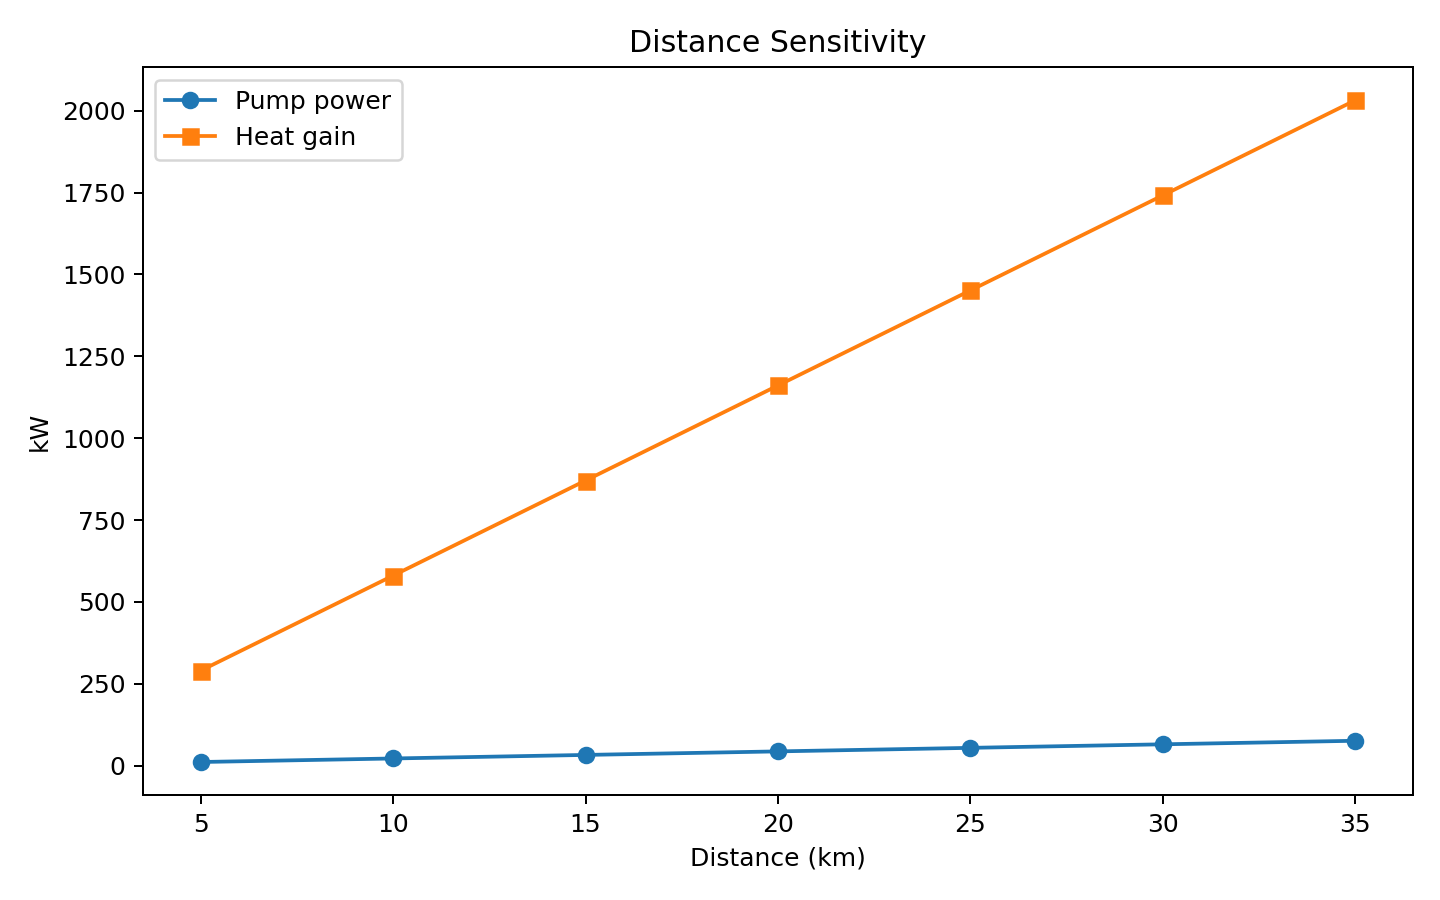 Distance Sensitivity
Pump power
Heat gain
2000
1750
1500
1250
1000
750
500
250
0
kW
5 10 15 20 25 30 35
Distance (km)